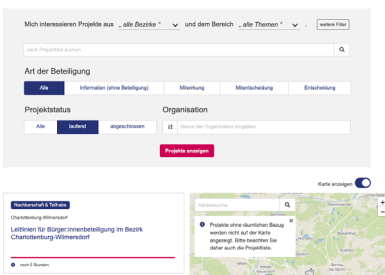 Mich interessieren Projekte aus „ alle Bezirke “ und dem Bereich „ alle Themen “ . weitere Filter
nach Projekttitel suchen
Art der Beteiligung
Alle Information (ohne Beteiligung) Mitwirkung Mitentscheidung Entscheidung
Projektstatus Organisation
Alle laufend abgeschlossen Name der Organisation eingeben
Projekte anzeigen
Karte anzeigen
Nachbarschaft & Teilhabe
Charlottenburg-Wilmersdorf
Leitlinien für Bürger:innenbeteiligung im Bezirk
Charlottenburg-Wilmersdorf
noch 5 Stunden
Adresssuche
Projekte ohne räumlichen Bezug
werden nicht auf der Karte
angezeigt. Bitte beachten Sie
daher auch die Projektliste.